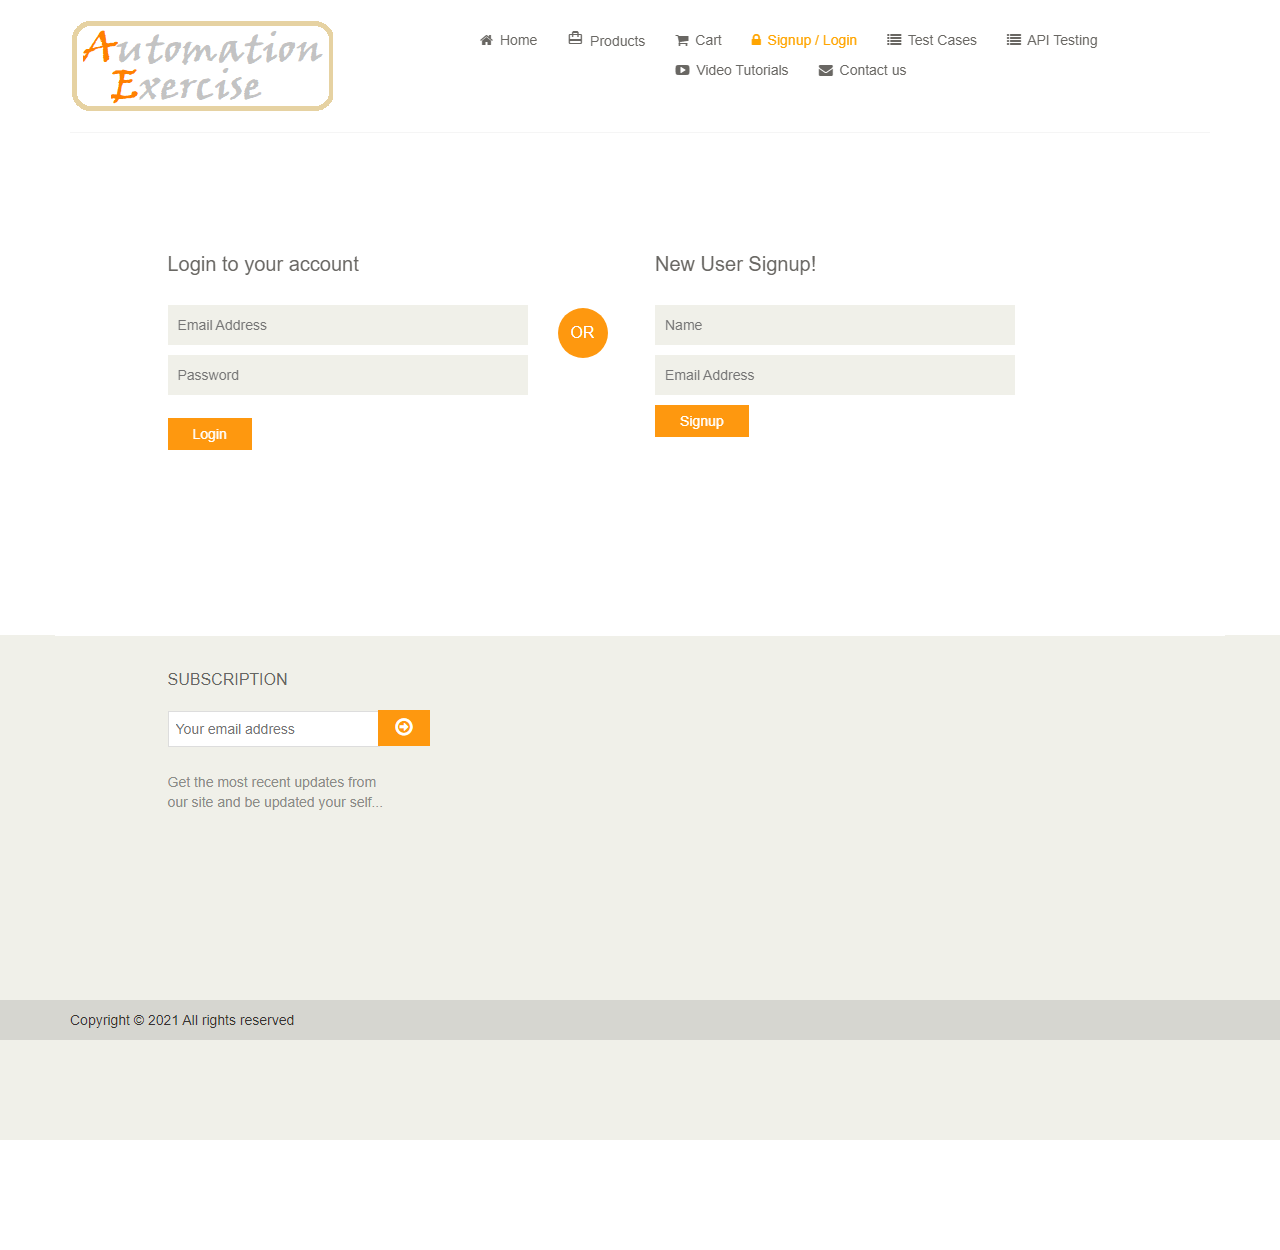 Automation
Exercise
Home Products Cart Signup / Login Test Cases API Testing
Video Tutorials Contact us
Login to your account
Email Address
Password
Login
OR
New User Signup!
Name
Email Address
Signup
SUBSCRIPTION
Your email address
Get the most recent updates from
our site and be updated your self...
Copyright © 2021 All rights reserved